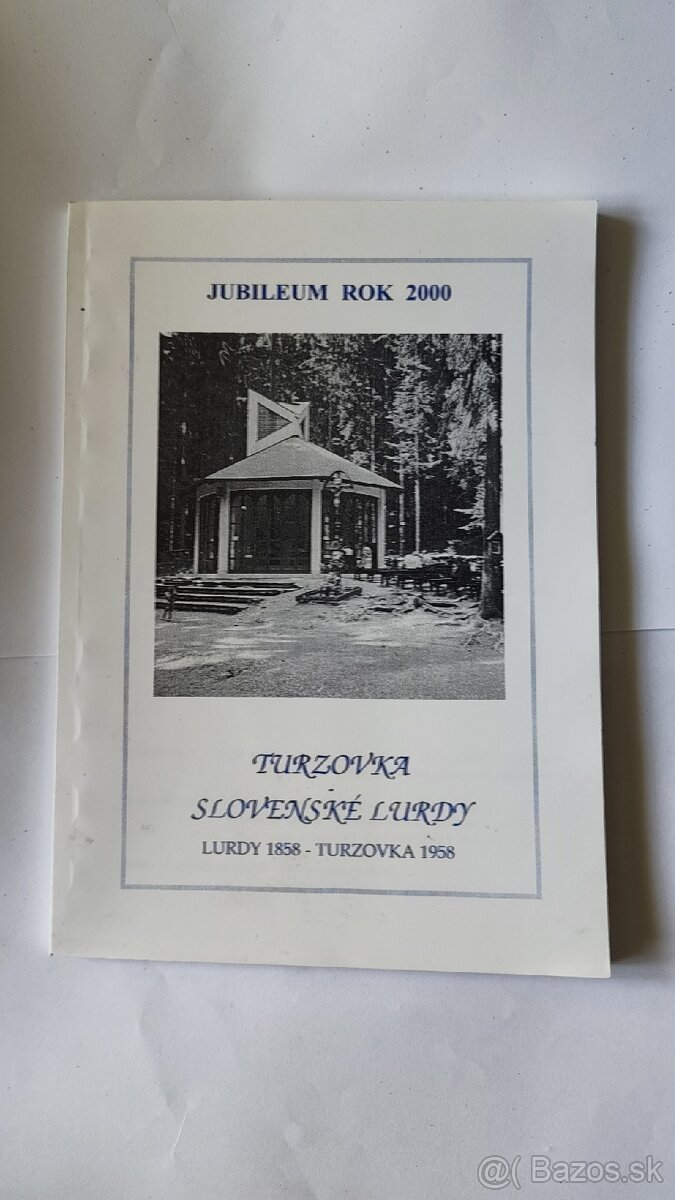 JUBILEUM ROK 2000
TURZOVKA
-
SLOVENSKÉ LURDY
LURDY 1858 - TURZOVKA 1958
@( Bazos.sk